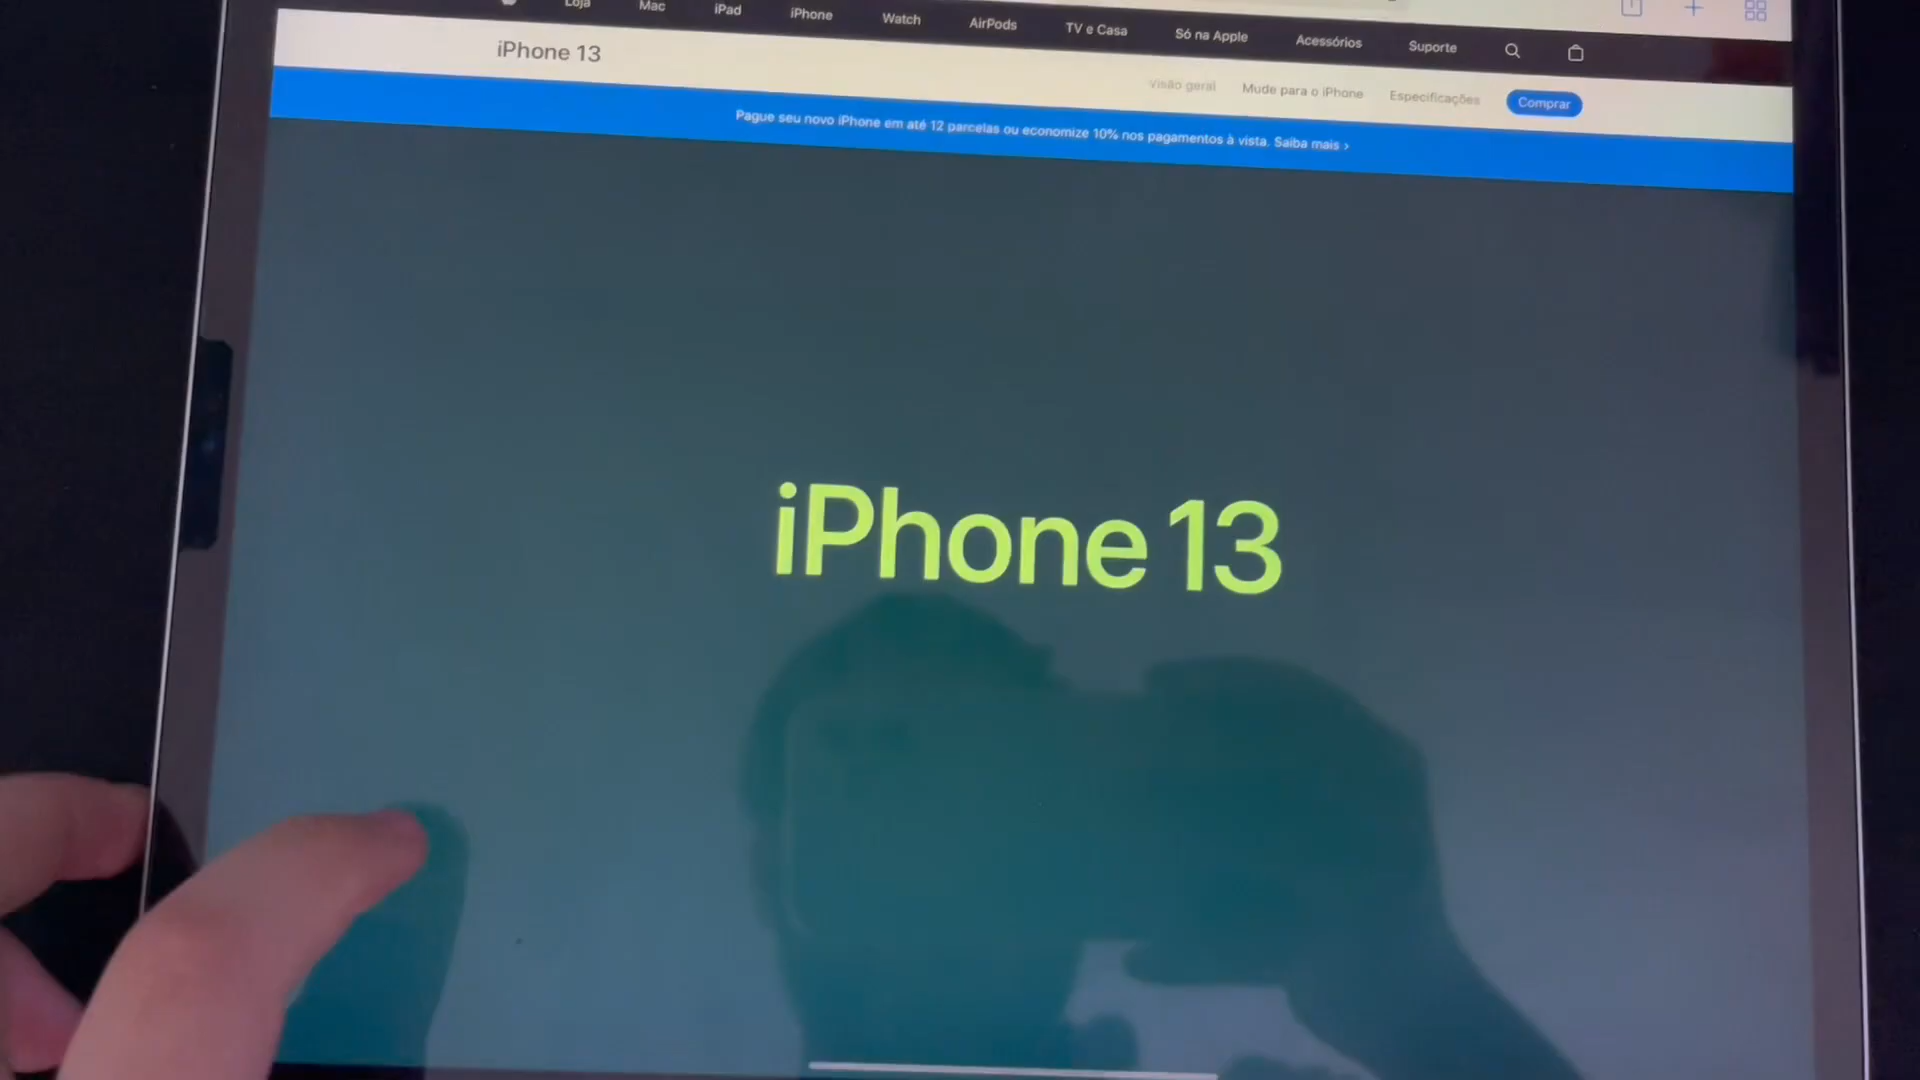 Loja Mac iPad iPhone Watch AirPods TV e Casa Só na Apple Acessórios Suporte
iPhone 13
Visão geral Mude para o iPhone Especificações Comprar
Pague seu novo iPhone em até 12 parcelas ou economize 10% nos pagamentos à vista. Saiba mais >
iPhone 13